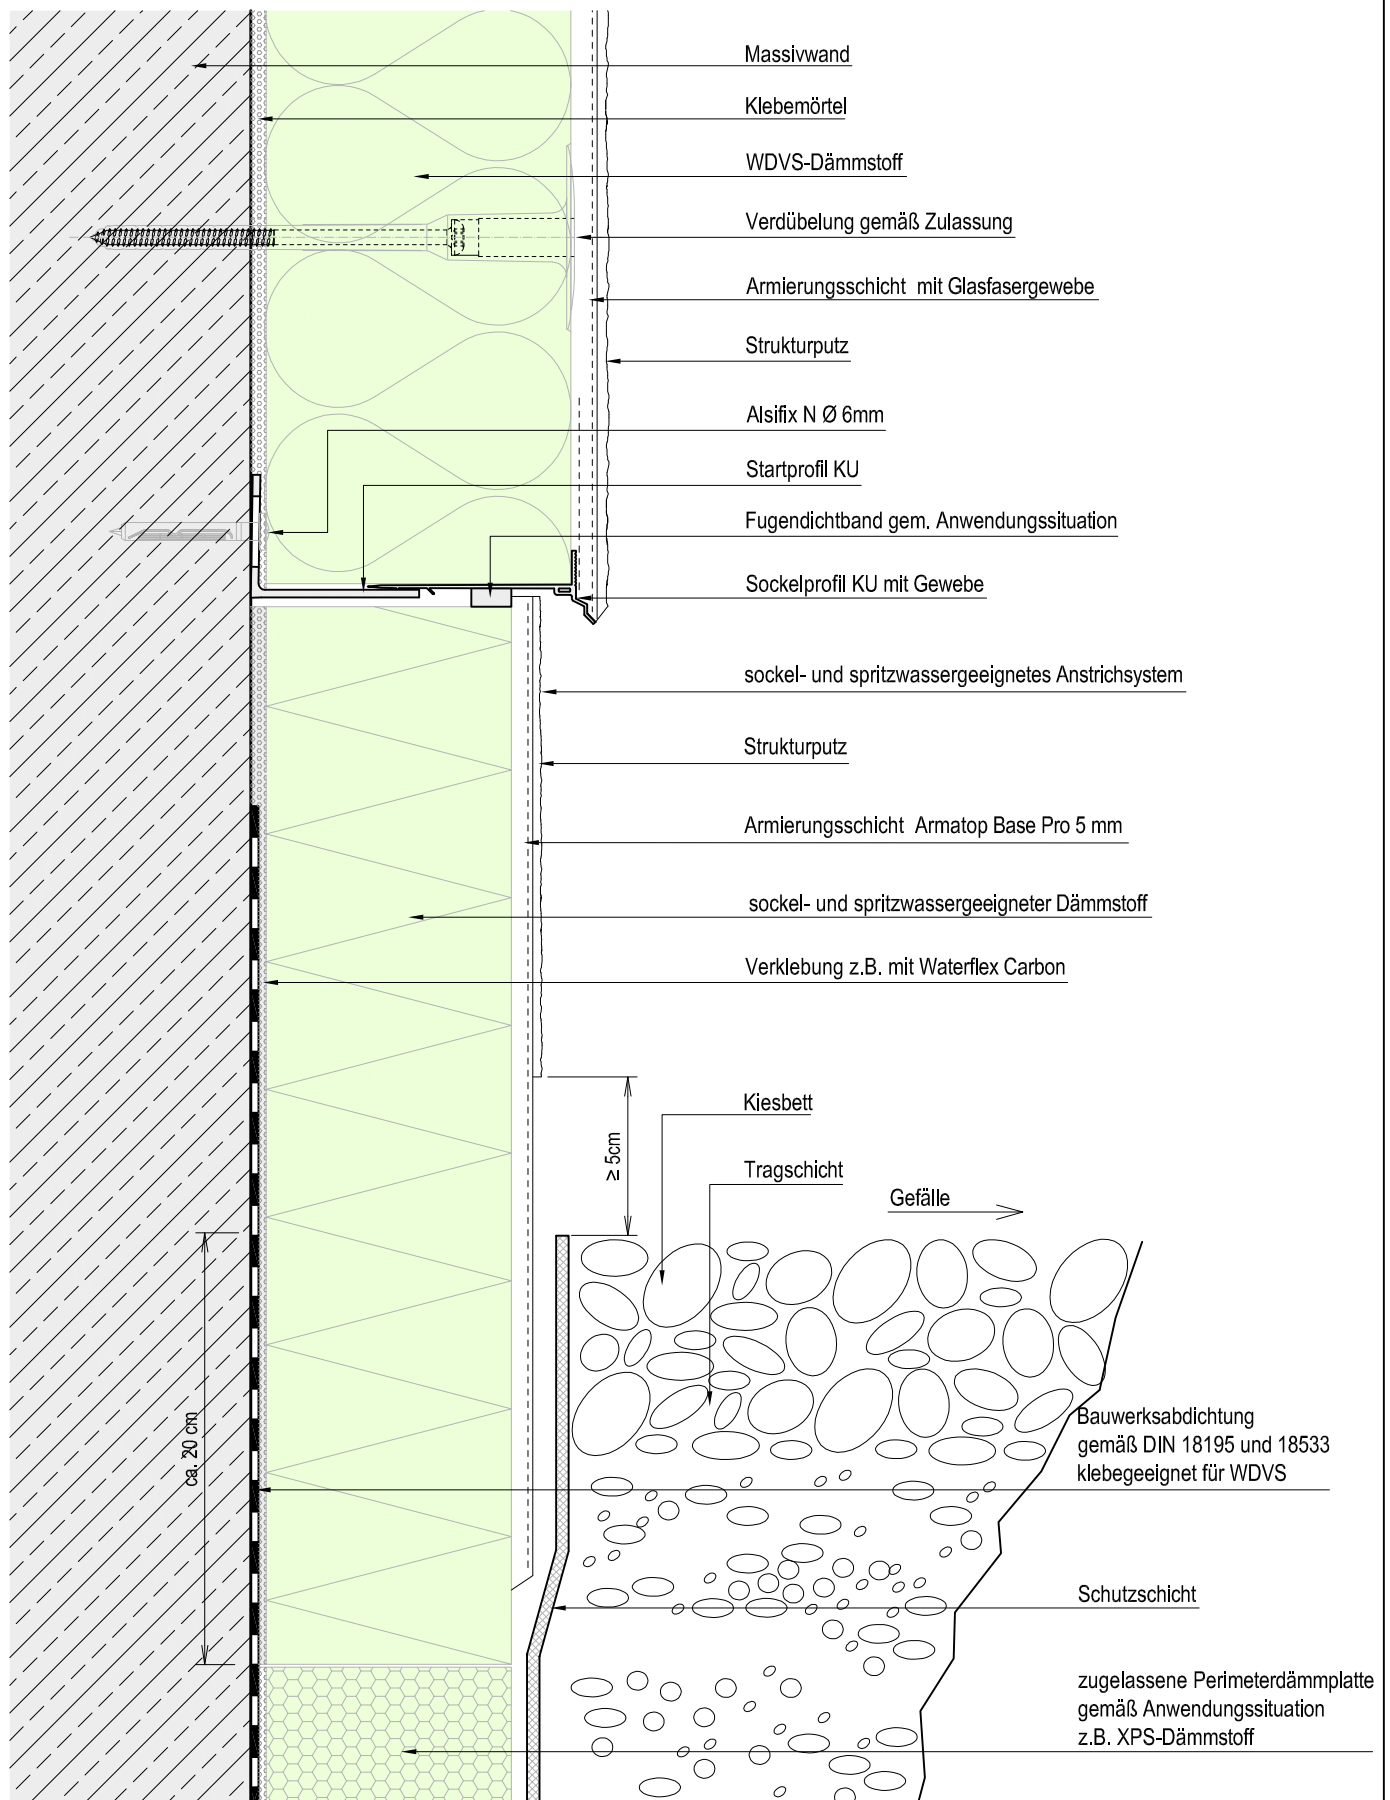 Massivwand
Klebemörtel
WDVS-Dämmstoff
Verdübelung gemäß Zulassung
Armierungsschicht mit Glasfasergewebe
Strukturputz
Alsifix N Ø 6mm
Startprofil KU
Fugendichtband gem. Anwendungssituation
Sockelprofil KU mit Gewebe
sockel- und spritzwassergeeignetes Anstrichsystem
Strukturputz
Armierungsschicht Armatop Base Pro 5 mm
sockel- und spritzwassergeeigneter Dämmstoff
Verklebung z.B. mit Waterflex Carbon
Kiesbett
≥ 5cm
Tragschicht
Gefälle
ca. 20 cm
Bauwerksabdichtung
gemäß DIN 18195 und 18533
klebegeeignet für WDVS
Schutzschicht
zugelassene Perimeterdämmplatte
gemäß Anwendungssituation
z.B. XPS-Dämmstoff